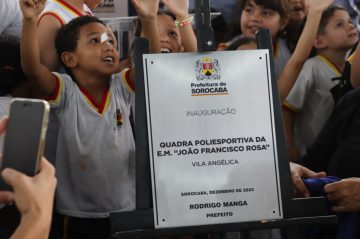 Prefeitura de
SOROCABA
INAUGURAÇÃO
QUADRA POLIESPORTIVA DA
E.M. “JOÃO FRANCISCO ROSA”
VILA ANGÉLICA
SOROCABA, DEZEMBRO DE 2023
RODRIGO MANGA
PREFEITO